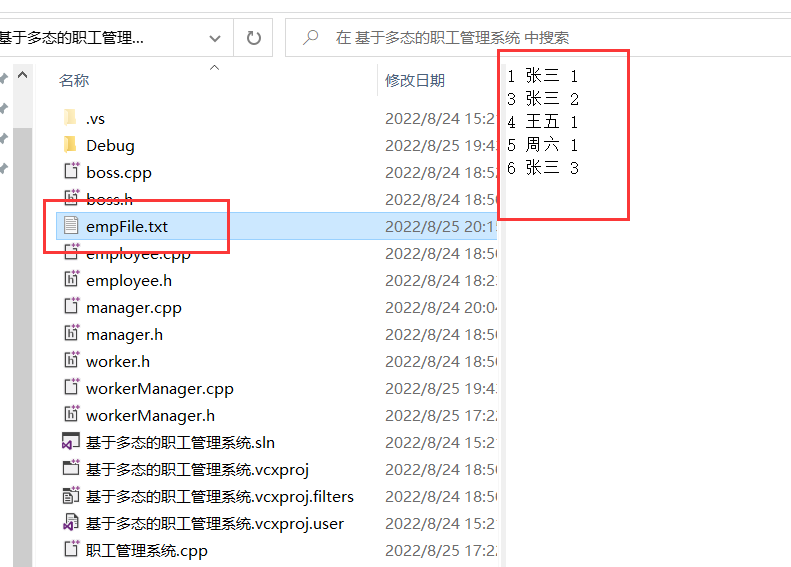 基于多态的职工管理...
在 基于多态的职工管理系统 中搜索
名称 修改日期
.vs 2022/8/24 15:2
Debug 2022/8/25 19:4
boss.cpp 2022/8/24 18:5
boss.h 2022/8/24 18:5
empFile.txt 2022/8/25 20:1
employee.cpp 2022/8/24 18:5
employee.h 2022/8/24 18:2
manager.cpp 2022/8/24 20:0
manager.h 2022/8/24 18:5
worker.h 2022/8/24 18:5
workerManager.cpp 2022/8/25 19:4
workerManager.h 2022/8/25 17:2
基于多态的职工管理系统.sln 2022/8/24 15:2
基于多态的职工管理系统.vcxproj 2022/8/24 18:5
基于多态的职工管理系统.vcxproj.filters 2022/8/24 18:5
基于多态的职工管理系统.vcxproj.user 2022/8/24 15:2
职工管理系统.cpp 2022/8/25 17:2
1 张三 1
3 张三 2
4 王五 1
5 周六 1
6 张三 3